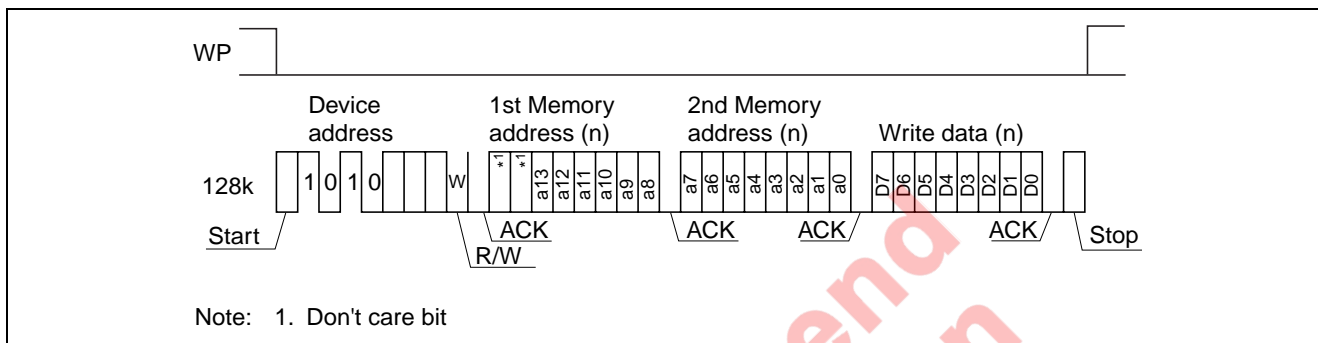 WP
Device
address
1st Memory
address (n)
2nd Memory
address (n)
Write data (n)
128k
1 0 1 0 W *1 *1 a13 a12 a11 a10 a9 a8 a7 a6 a5 a4 a3 a2 a1 a0 D7 D6 D5 D4 D3 D2 D1 D0
Start R/W ACK ACK ACK ACK Stop
Note: 1. Don't care bit
end